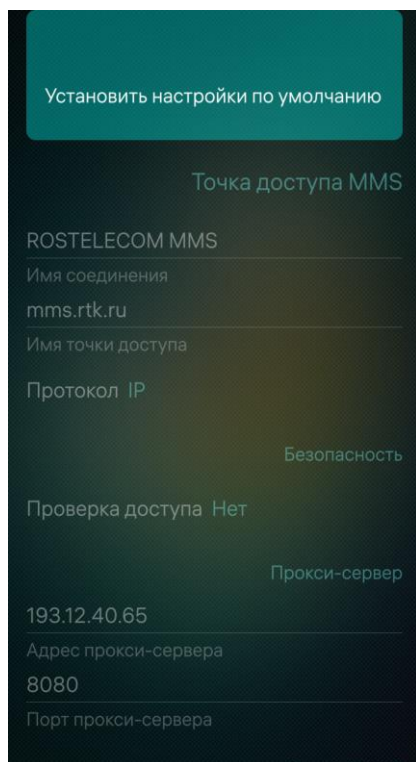 Установить настройки по умолчанию
Точка доступа MMS
ROSTELECOM MMS
Имя соединения
mms.rtk.ru
Имя точки доступа
Протокол IP
Безопасность
Проверка доступа Нет
Прокси-сервер
193.12.40.65
Адрес прокси-сервера
8080
Порт прокси-сервера